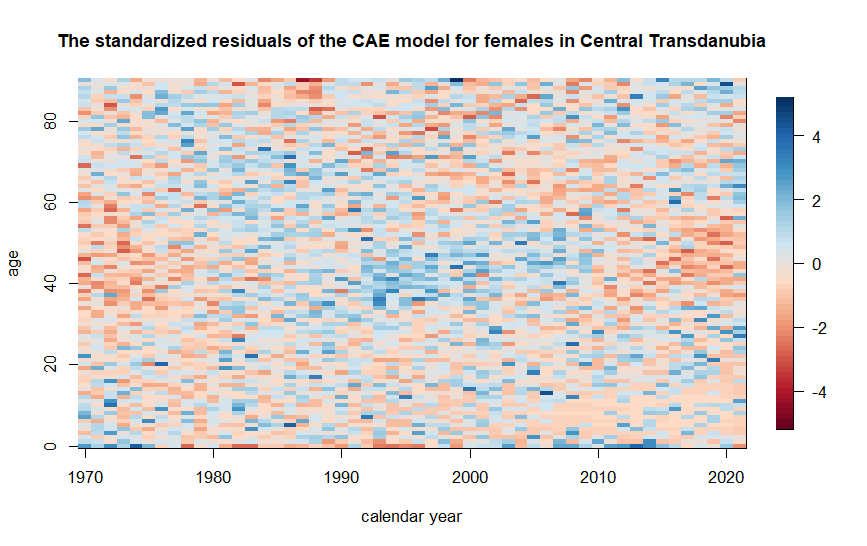 The standardized residuals of the CAE model for females in Central Transdanubia
age
80
60
40
20
0
1970 1980 1990 2000 2010 2020
calendar year
4
2
0
-2
-4